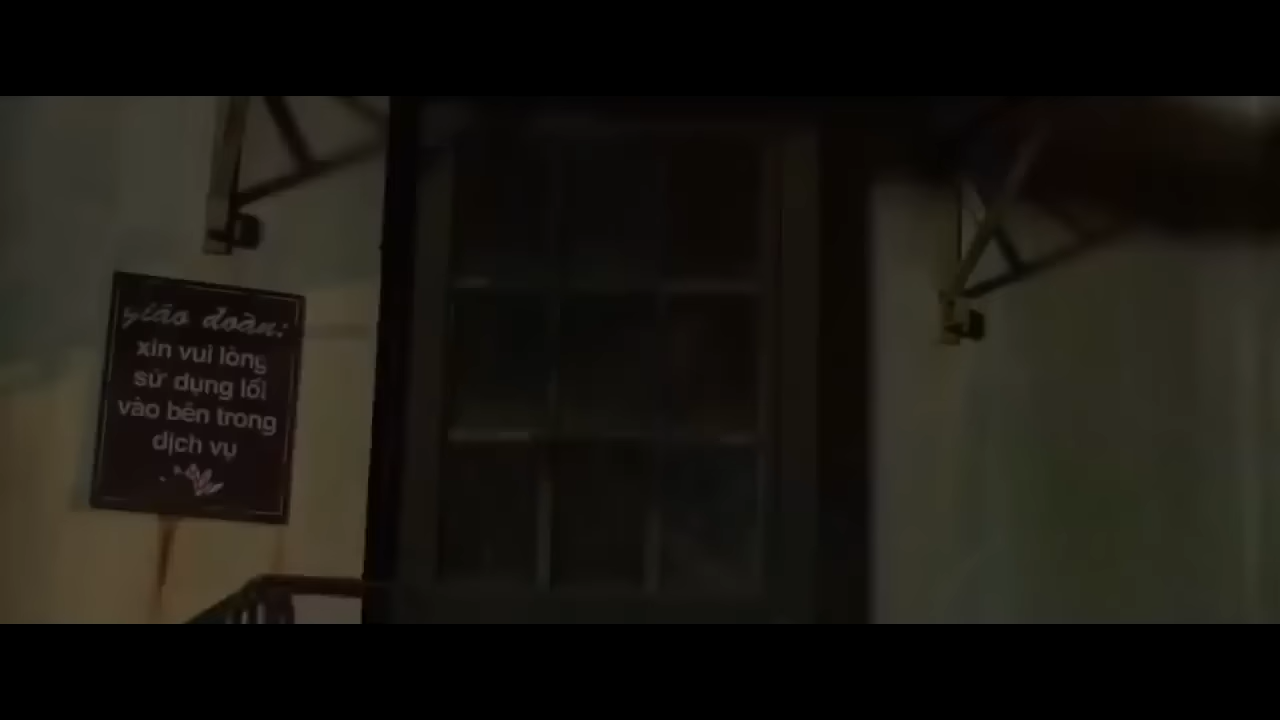 giáo đoàn:
xin vui lòng
sử dụng lối
vào bên trong
dịch vụ